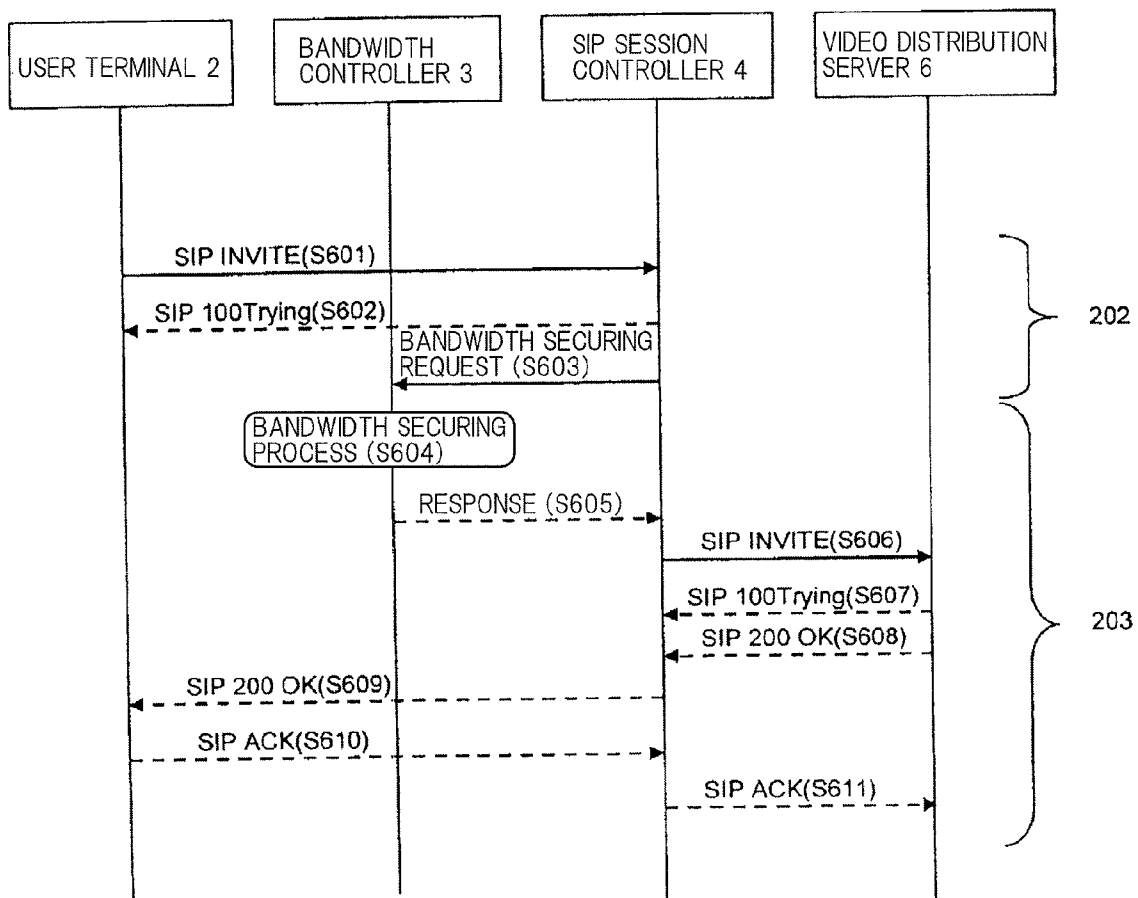 USER TERMINAL 2
BANDWIDTH
CONTROLLER 3
SIP SESSION
CONTROLLER 4
VIDEO DISTRIBUTION
SERVER 6
SIP INVITE(S601)
SIP 100Trying(S602)
BANDWIDTH SECURING
REQUEST (S603)
202
BANDWIDTH SECURING
PROCESS (S604)
RESPONSE (S605)
SIP INVITE(S606)
SIP 100Trying(S607)
SIP 200 OK(S608)
203
SIP 200 OK(S609)
SIP ACK(S610)
SIP ACK(S611)